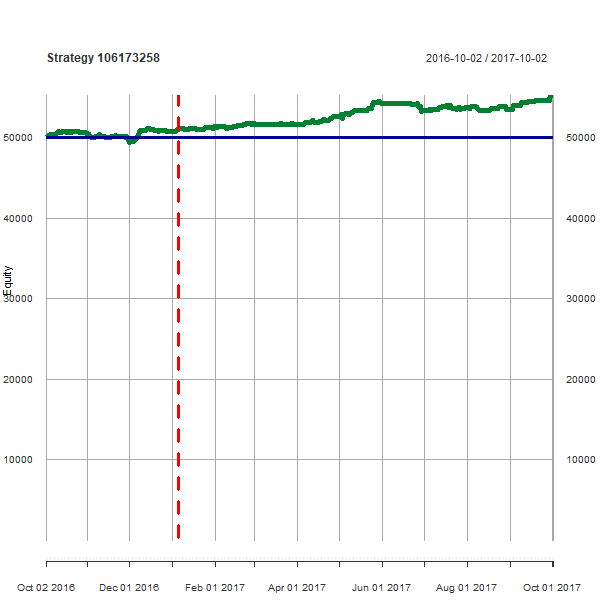 Strategy 106173258
2016-10-02 / 2017-10-02
50000
50000
40000
40000
Equity
30000
30000
20000
20000
10000
10000
Oct 02 2016
Dec 01 2016
Feb 01 2017
Apr 01 2017
Jun 01 2017
Aug 01 2017
Oct 01 2017